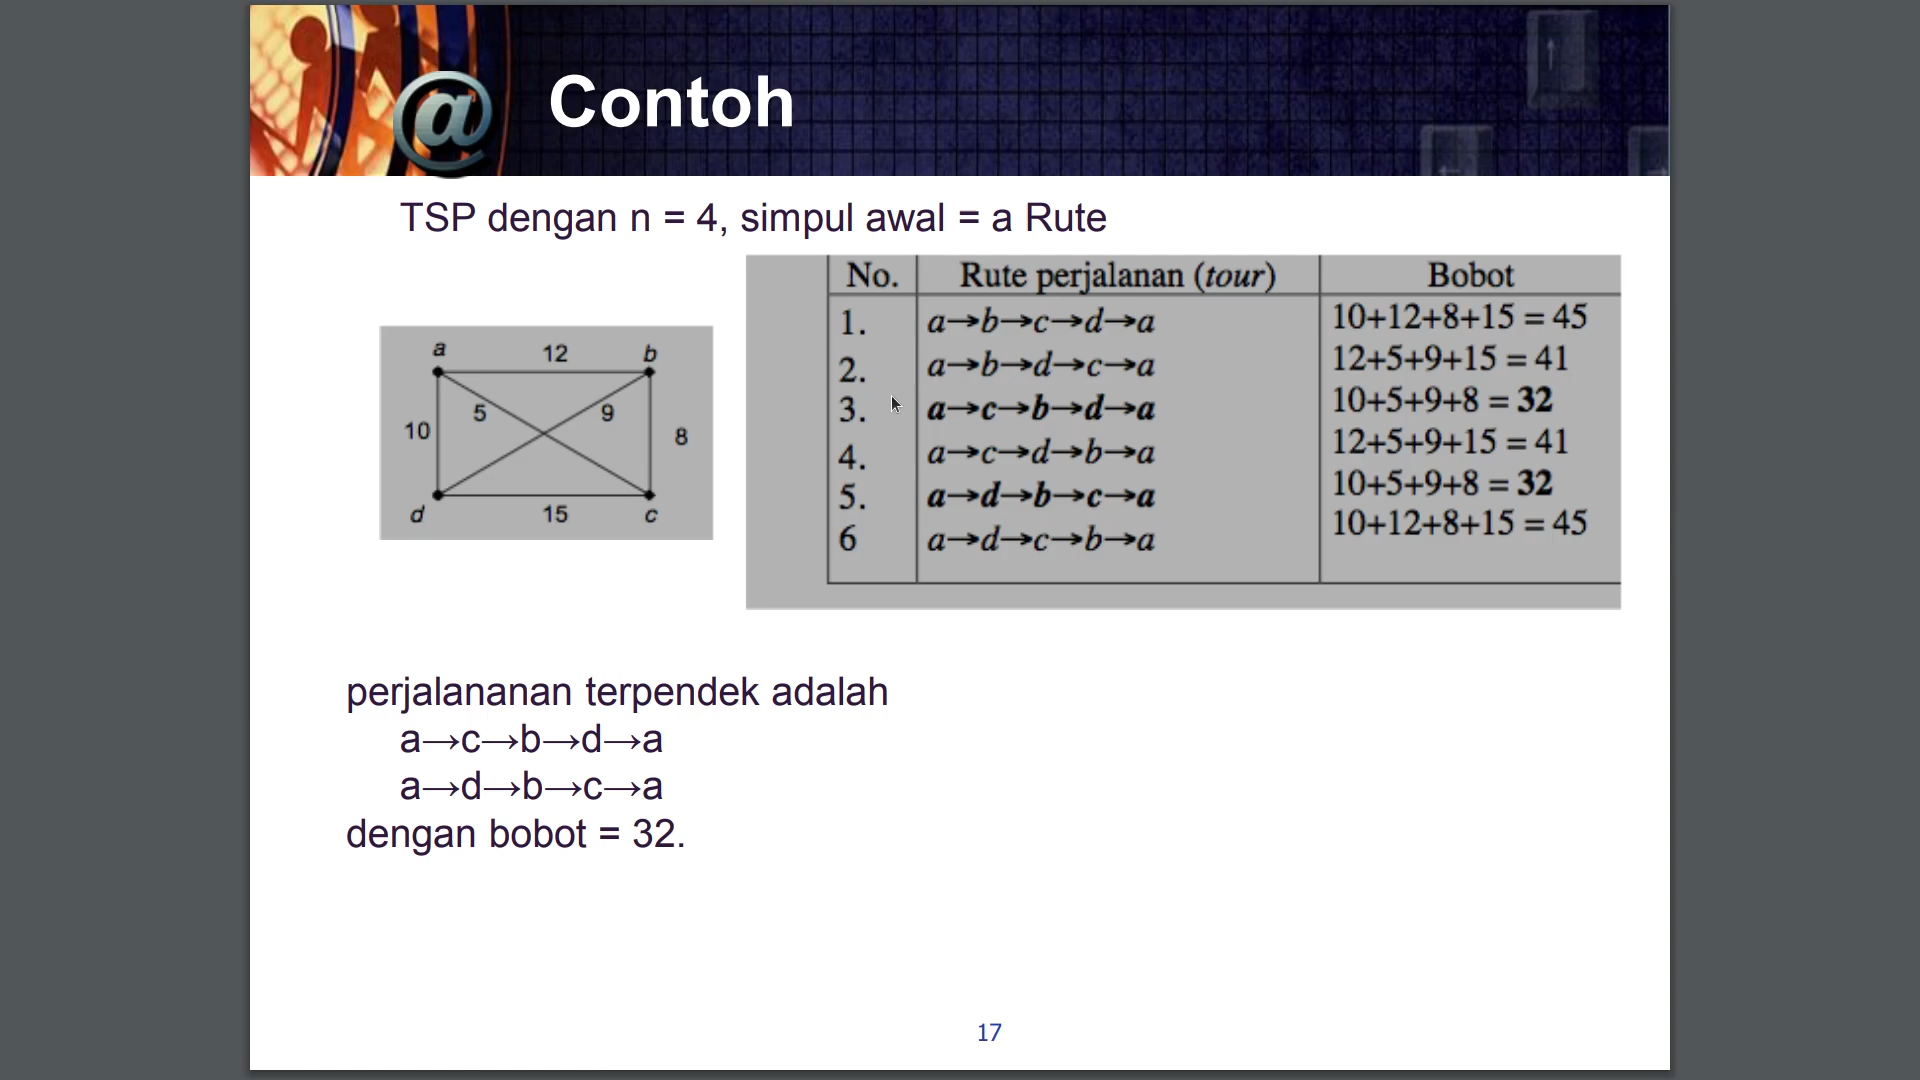 @ Contoh
TSP dengan n = 4, simpul awal = a Rute
a 12 b
5 9
10 8
d 15 c
No. Rute perjalanan (tour) Bobot
1. a→b→c→d→a 10+12+8+15 = 45
2. a→b→d→c→a 12+5+9+15 = 41
3. a→c→b→d→a 10+5+9+8 = 32
4. a→c→d→b→a 12+5+9+15 = 41
5. a→d→b→c→a 10+5+9+8 = 32
6 a→d→c→b→a 10+12+8+15 = 45
perjalananan terpendek adalah
a→c→b→d→a
a→d→b→c→a
dengan bobot = 32.
17